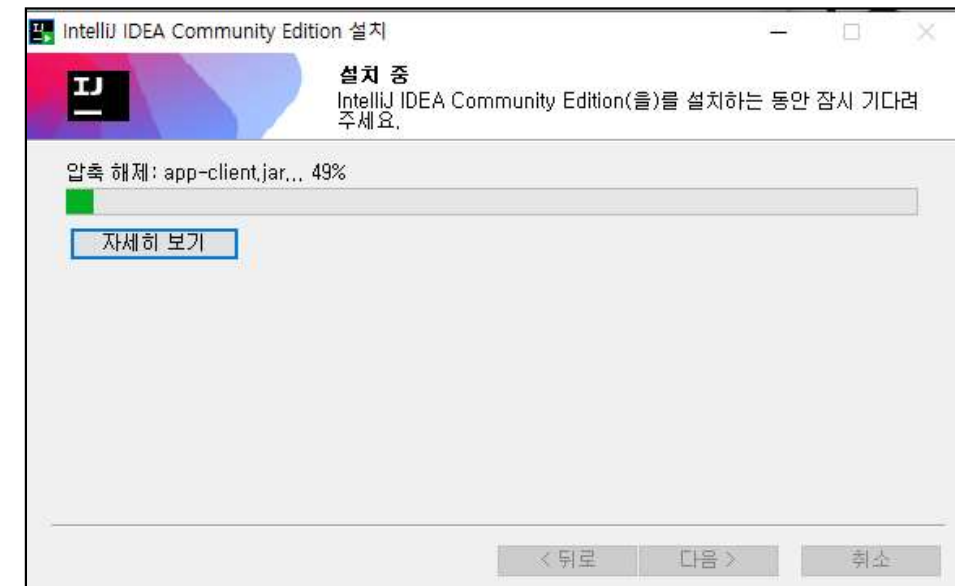 IntelliJ IDEA Community Edition 설치
IJ
설치 중
IntelliJ IDEA Community Edition(을)를 설치하는 동안 잠시 기다려
주세요.
압축 해제: app-client.jar... 49%
자세히 보기
< 뒤로
다음 >
취소